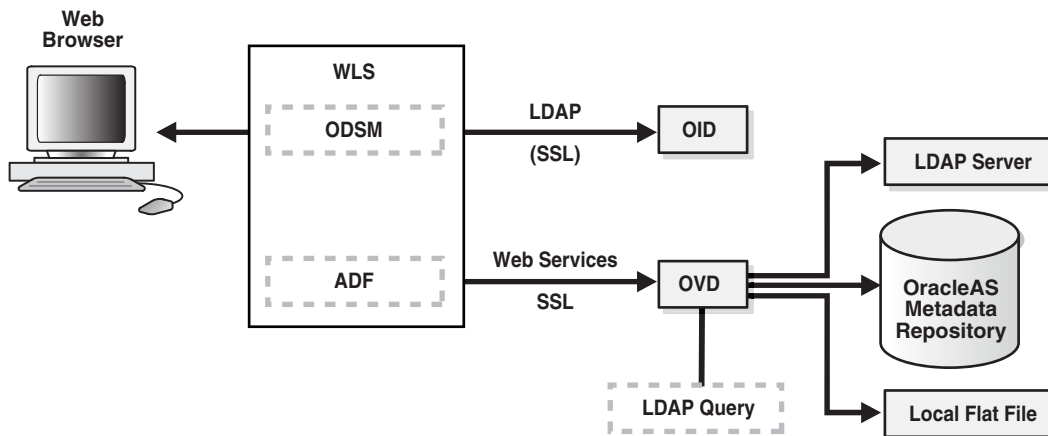 Web
Browser
WLS
ODSM
ADF
LDAP
(SSL)
OID
Web Services
SSL
OVD
LDAP Query
LDAP Server
OracleAS
Metadata
Repository
Local Flat File